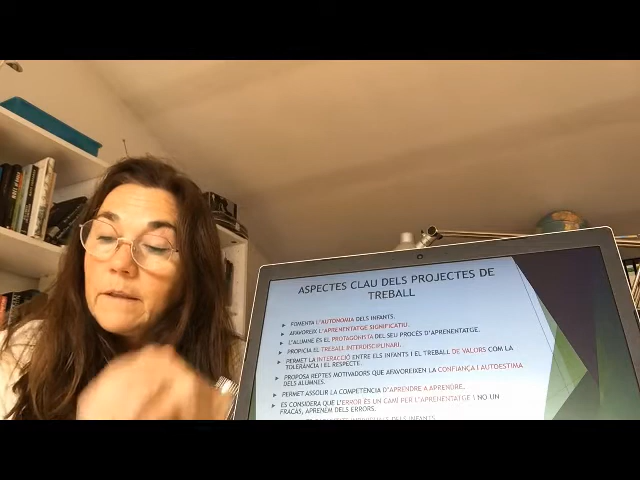 ASPECTES CLAU DELS PROJECTES DE
TREBALL
FOMENTA L'AUTONOMIA DELS INFANTS.
AFAVOREIX L'APRENENTATGE SIGNIFICATIU.
L'ALUMNE ÉS EL PROTAGONISTA DEL SEU PROCÉS D'APRENENTATGE.
PROPICIA EL TREBALL INTERDISCIPLINARI.
PERMET LA INTERACCIÓ ENTRE ELS INFANTS I EL TREBALL DE VALORS COM LA
TOLERÀNCIA I EL RESPECTE.
PROPOSA REPTES MOTIVADORS QUE AFAVOREIXEN LA CONFIANÇA I AUTOESTIMA
DELS ALUMNES.
PERMET ASSOLIR LA COMPETÈNCIA D'APRENDRE A APRENDRE.
ES CONSIDERA QUE L'ERROR ÉS UN CAMÍ PER L'APRENENTATGE I NO UN
FRACÀS, APRENEM DELS ERRORS.